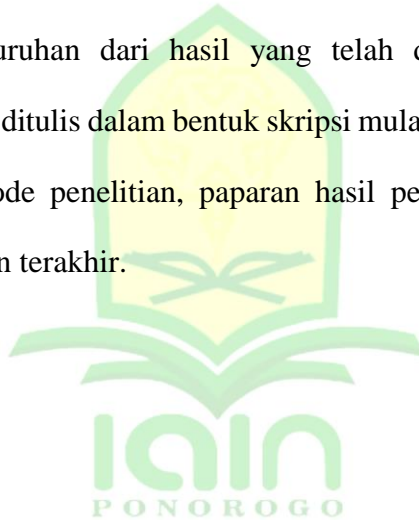 uruhan dari hasil yang telah
ditulis dalam bentuk skripsi mula
ode penelitian, paparan hasil pe
n terakhir.
iain
PONOROGO